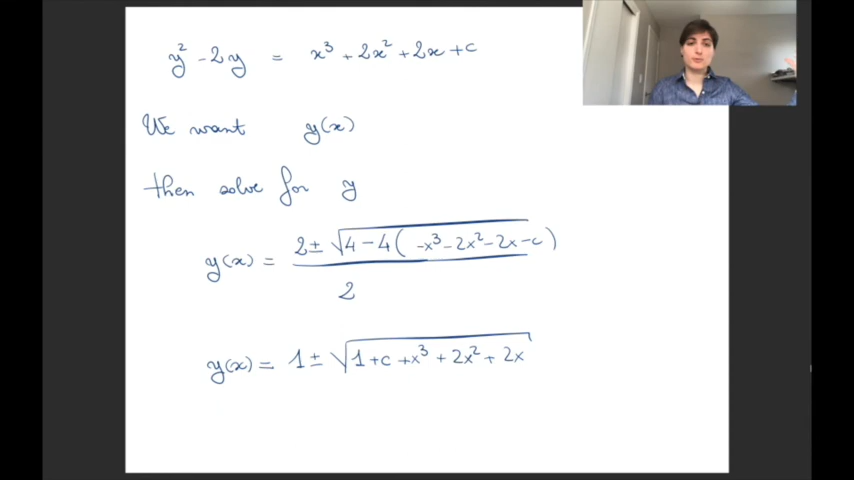 y² - 2y = x³ + 2x² + 2x + c
We want y(x)
then solve for y
y(x) = 2 ± √4 - 4( -x³ - 2x² - 2x - c)
2
y(x) = 1 ± √1 + c + x³ + 2x² + 2x